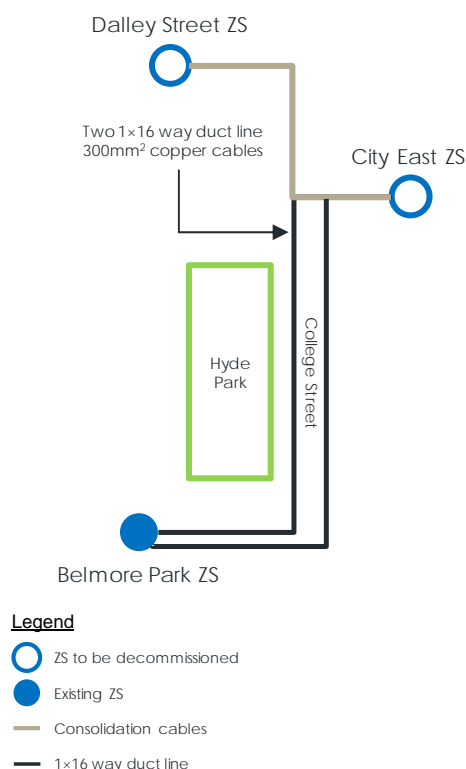 Dalley Street ZS
Two 1×16 way duct line
300mm² copper cables
City East ZS
College Street
Hyde
Park
Belmore Park ZS
Legend
ZS to be decommissioned
Existing ZS
Consolidation cables
1×16 way duct line